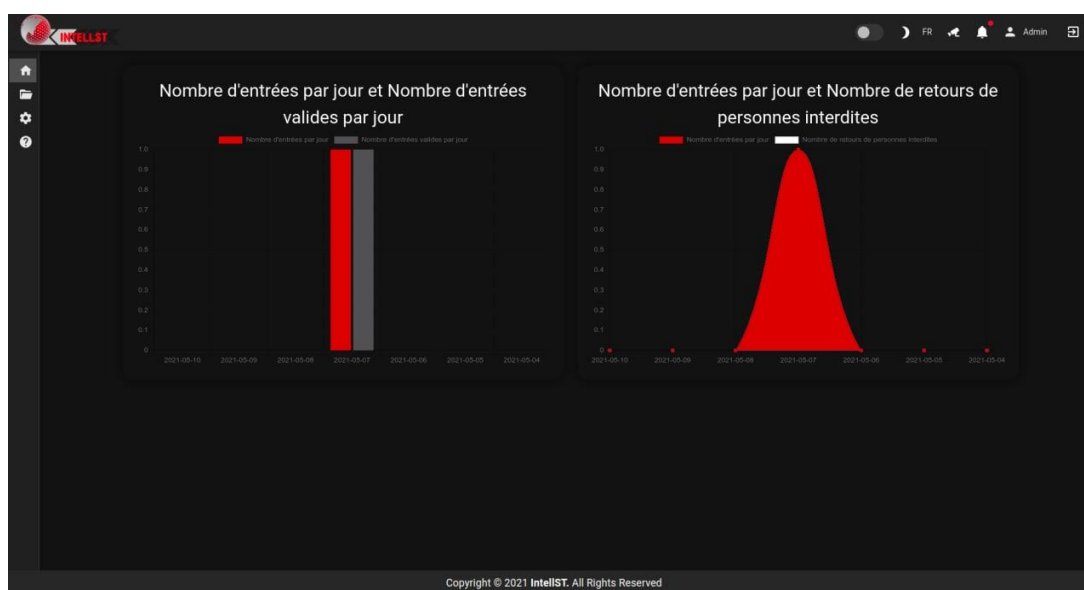 INTELLST
FR
Admin
Nombre d'entrées par jour et Nombre d'entrées
valides par jour
Nombre d'entrées par jour Nombre d'entrées valides par jour
1.0
0.9
0.8
0.7
0.6
0.5
0.4
0.3
0.2
0.1
0
2021-05-10 2021-05-09 2021-05-08 2021-05-07 2021-05-06 2021-05-05 2021-05-04
Nombre d'entrées par jour et Nombre de retours de
personnes interdites
Nombre d'entrées par jour Nombre de retours de personnes interdites
1.0
0.9
0.8
0.7
0.6
0.5
0.4
0.3
0.2
0.1
0
2021-05-10 2021-05-09 2021-05-08 2021-05-07 2021-05-06 2021-05-05 2021-05-04
Copyright © 2021 IntellST. All Rights Reserved